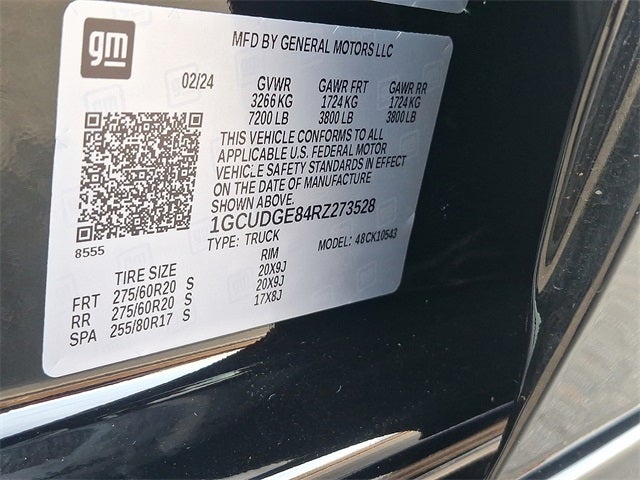 gm
MFD BY GENERAL MOTORS LLC
02/24 GVWR GAWR FRT GAWR RR
3266 KG 1724 KG 1724 KG
7200 LB 3800 LB 3800 LB
THIS VEHICLE CONFORMS TO ALL
APPLICABLE U.S. FEDERAL MOTOR
VEHICLE SAFETY STANDARDS IN EFFECT
ON THE DATE OF MANUFACTURE
SHOWN ABOVE.
1GCUDGE84RZ273528
8555
TYPE: TRUCK MODEL: 48CK10543
TIRE SIZE RIM
FRT 275/60R20 S 20X9J
RR 275/60R20 S 20X9J
SPA 255/80R17 S 17X8J